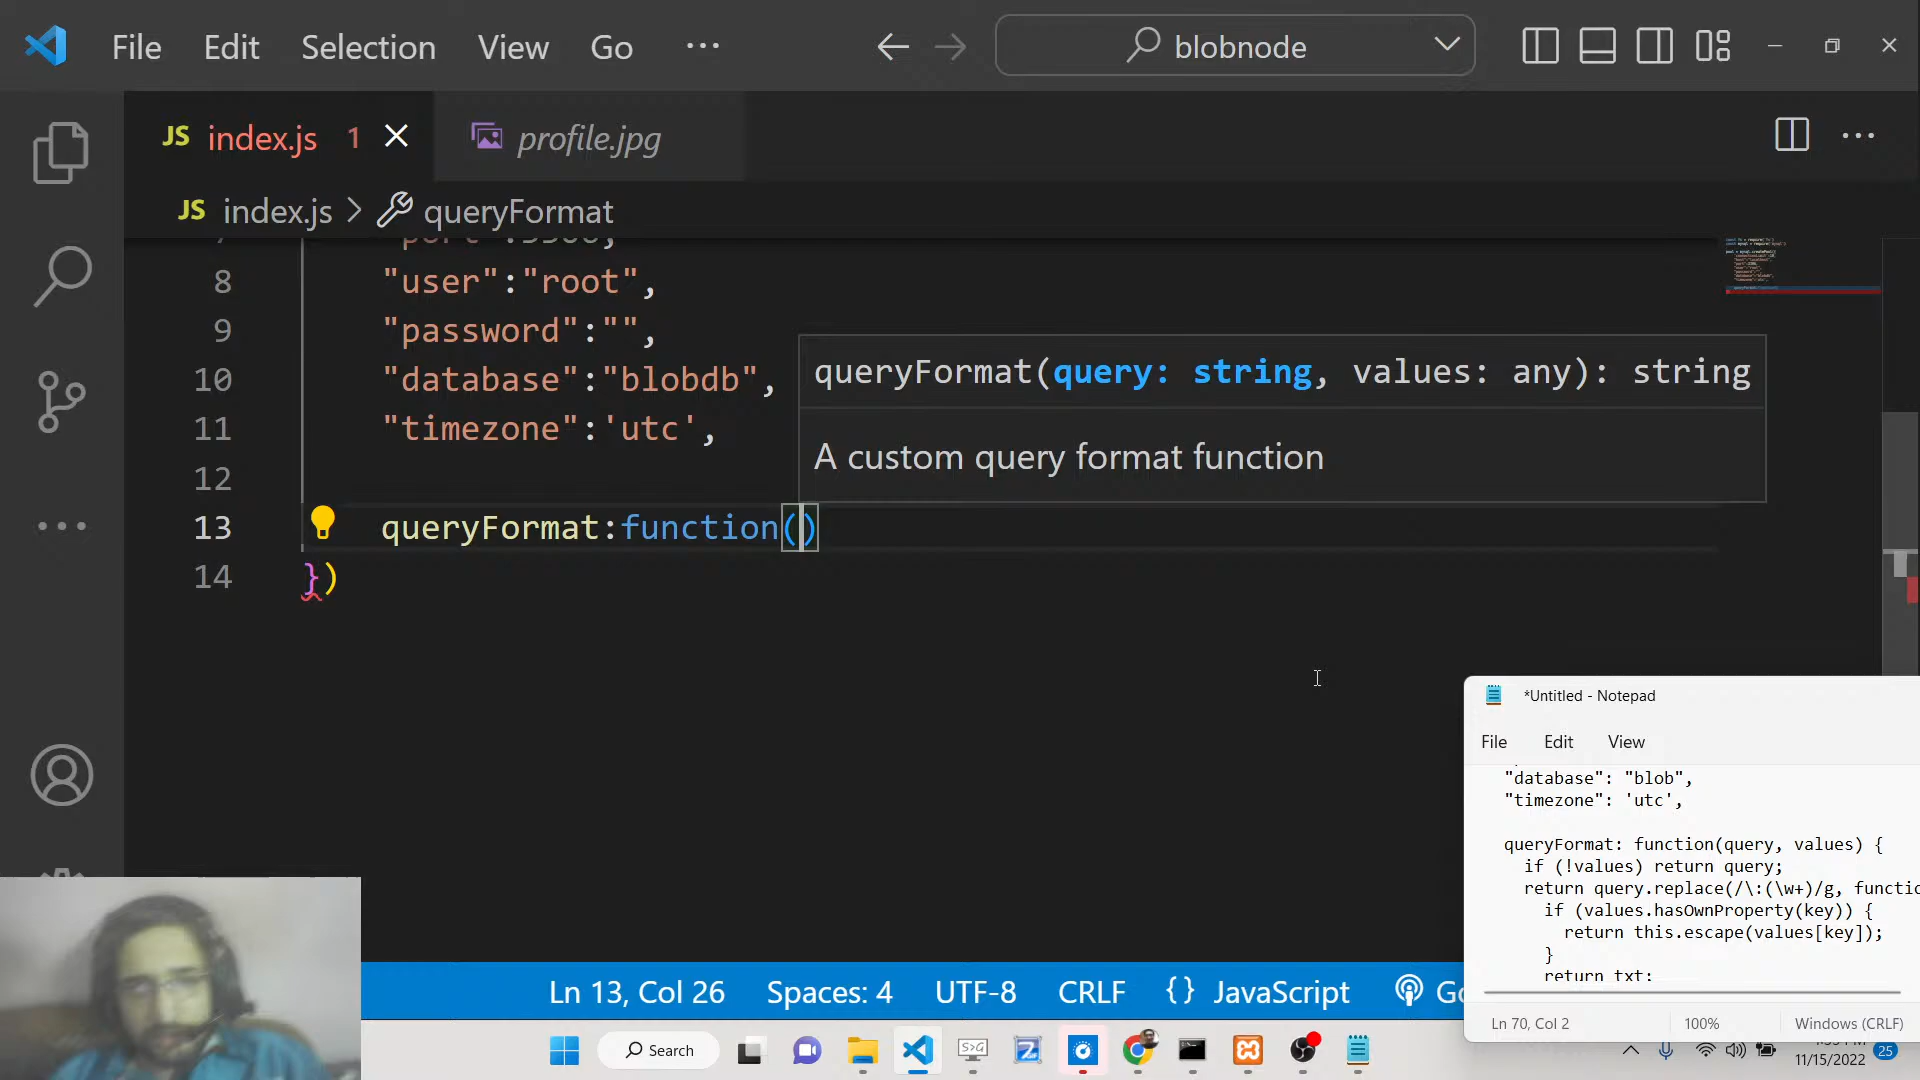 File Edit Selection View Go ···
blobnode
JS index.js 1
profile.jpg
JS index.js > queryFormat
8 "user":"root",
9 "password":"",
10 "database":"blobdb",
11 "timezone":'utc',
12
13 queryFormat:function()
14 })
queryFormat(query: string, values: any): string
A custom query format function
*Untitled - Notepad
File Edit View
"database": "blob",
"timezone": 'utc',
queryFormat: function(query, values) {
if (!values) return query;
return query.replace(/\:(\w+)/g, functio
if (values.hasOwnProperty(key)) {
return this.escape(values[key]);
}
return txt;
Ln 70, Col 2 100% Windows (CRLF)
Ln 13, Col 26 Spaces: 4 UTF-8 CRLF {} JavaScript Go
Search
11/15/2022 25